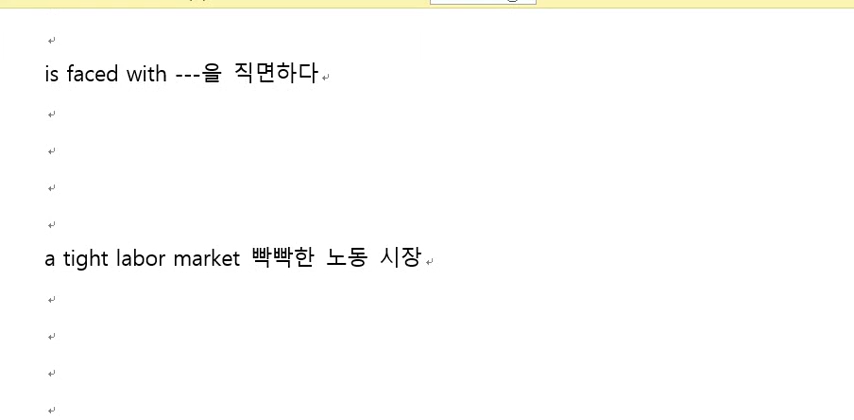 is faced with ---을 직면하다
a tight labor market 빡빡한 노동 시장